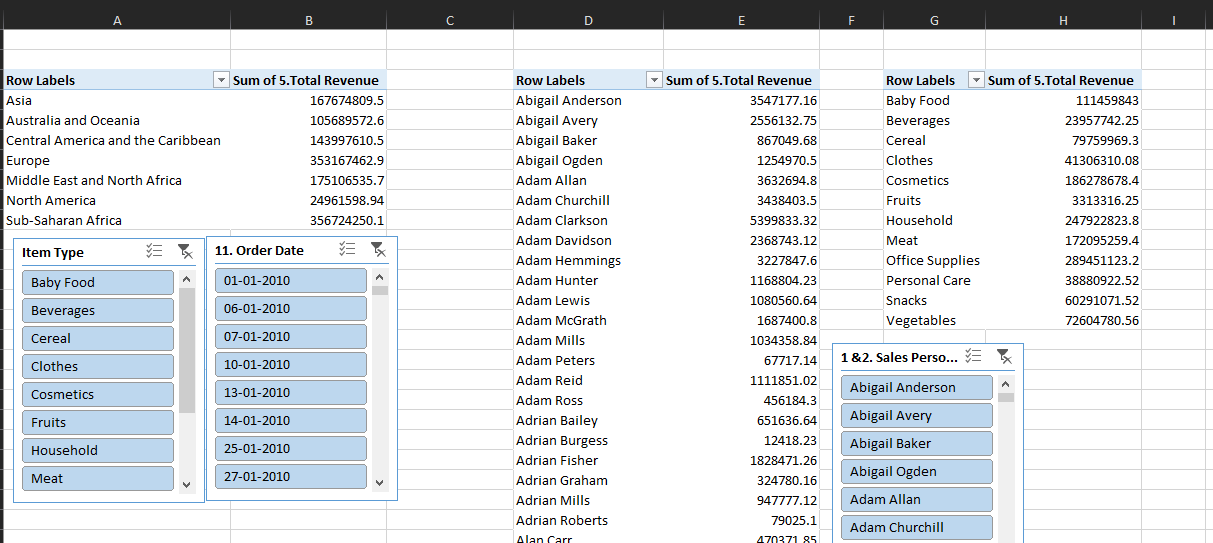 A B C D E F G H I
Row Labels Sum of 5.Total Revenue Row Labels Sum of 5.Total Revenue Row Labels Sum of 5.Total Revenue
Asia 167674809.5 Abigail Anderson 3547177.16 Baby Food 111459843
Australia and Oceania 105689572.6 Abigail Avery 2556132.75 Beverages 23957742.25
Central America and the Caribbean 143997610.5 Abigail Baker 867049.68 Cereal 79759969.3
Europe 353167462.9 Abigail Ogden 1254970.5 Clothes 41306310.08
Middle East and North Africa 175106535.7 Adam Allan 3632694.8 Cosmetics 186278678.4
North America 24961598.94 Adam Churchill 3438403.5 Fruits 3313316.25
Sub-Saharan Africa 356724250.1 Adam Clarkson 5399833.32 Household 247922823.8
Adam Davidson 2368743.12 Meat 172095259.4
Adam Hemmings 3227847.6 Office Supplies 289451123.2
Adam Hunter 1168804.23 Personal Care 38880922.52
Adam Lewis 1080560.64 Snacks 60291071.52
Adam McGrath 1687400.8 Vegetables 72604780.56
Adam Mills 1034358.84
Adam Peters 67717.14
Adam Reid 1111851.02
Adam Ross 456184.3
Adrian Bailey 651636.64
Adrian Burgess 12418.23
Adrian Fisher 1828471.26
Adrian Graham 324780.16
Adrian Mills 947777.12
Adrian Roberts 79025.1
Alan Carr 470371.85
Item Type
Baby Food
Beverages
Cereal
Clothes
Cosmetics
Fruits
Household
Meat
11. Order Date
01-01-2010
06-01-2010
07-01-2010
10-01-2010
13-01-2010
14-01-2010
25-01-2010
27-01-2010
1 &2. Sales Perso...
Abigail Anderson
Abigail Avery
Abigail Baker
Abigail Ogden
Adam Allan
Adam Churchill